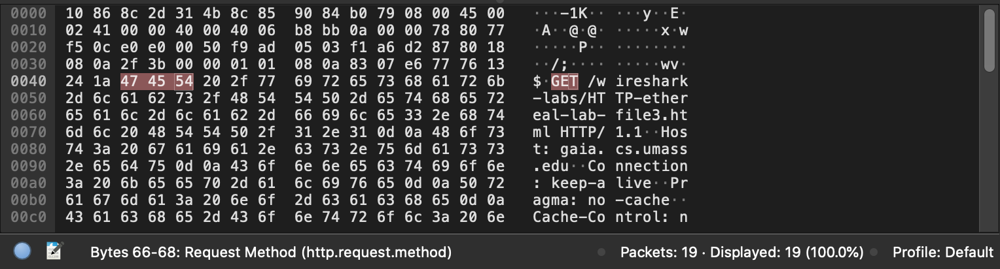 0000 10 86 8c 2d 31 4b 8c 85 90 84 b0 79 08 00 45 00 ···-1K·· ···y··E·
0010 02 41 00 00 40 00 40 06 b8 bb 0a 00 00 78 80 77 ·A··@·@· ·····x·w
0020 f5 0c e0 e0 00 50 f9 ad 05 03 f1 a6 d2 87 80 18 ·····P·· ········
0030 08 0a 2f 3b 00 00 01 01 08 0a 83 07 e6 77 76 13 ··/;···· ·····wv·
0040 24 1a 47 45 54 20 2f 77 69 72 65 73 68 61 72 6b $·GET /w ireshark
0050 2d 6c 61 62 73 2f 48 54 54 50 2d 65 74 68 65 72 -labs/HT TP-ether
0060 65 61 6c 2d 6c 61 62 2d 66 69 6c 65 33 2e 68 74 eal-lab- file3.ht
0070 6d 6c 20 48 54 54 50 2f 31 2e 31 0d 0a 48 6f 73 ml HTTP/ 1.1··Hos
0080 74 3a 20 67 61 69 61 2e 63 73 2e 75 6d 61 73 73 t: gaia. cs.umass
0090 2e 65 64 75 0d 0a 43 6f 6e 6e 65 63 74 69 6f 6e .edu··Co nnection
00a0 3a 20 6b 65 65 70 2d 61 6c 69 76 65 0d 0a 50 72 : keep-a live··Pr
00b0 61 67 6d 61 3a 20 6e 6f 2d 63 61 63 68 65 0d 0a agma: no -cache··
00c0 43 61 63 68 65 2d 43 6f 6e 74 72 6f 6c 3a 20 6e Cache-Co ntrol: n
Bytes 66-68: Request Method (http.request.method) Packets: 19 · Displayed: 19 (100.0%) Profile: Default